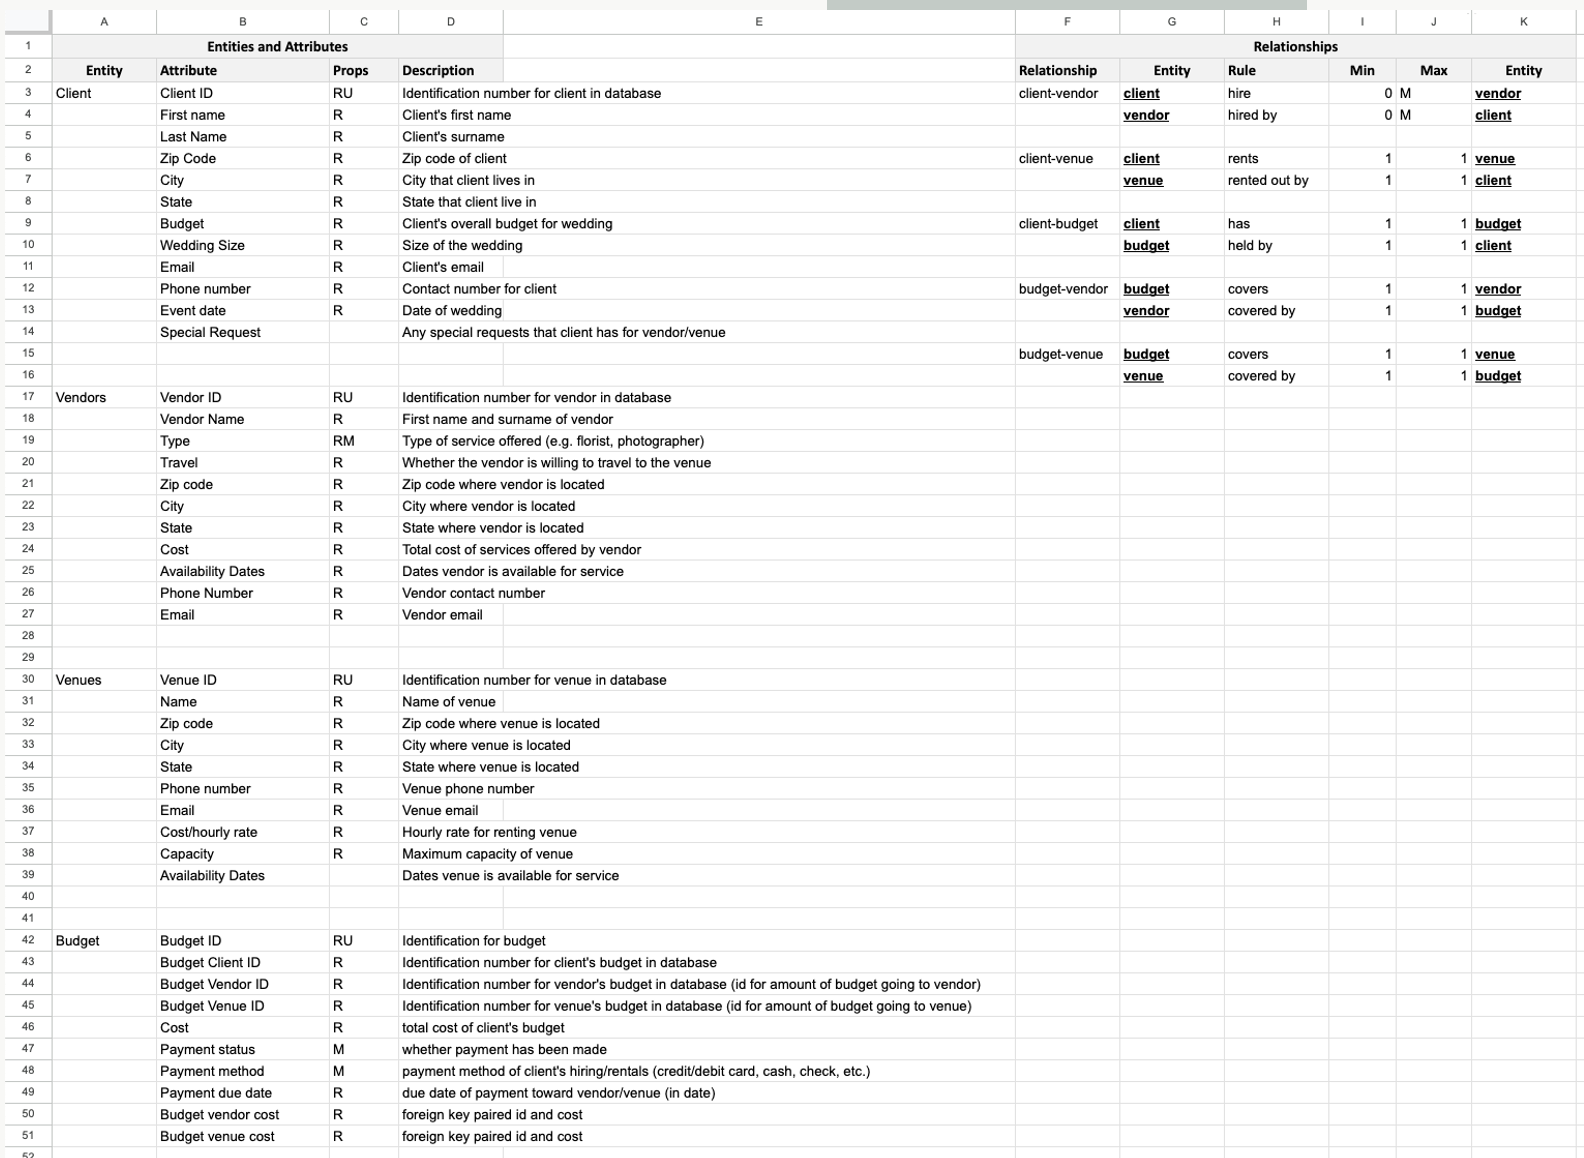 A B C D E F G H I J K
1 Entities and Attributes Relationships
2 Entity Attribute Props Description Relationship Entity Rule Min Max Entity
3 Client Client ID RU Identification number for client in database client-vendor client hire 0 M vendor
4 First name R Client's first name vendor hired by 0 M client
5 Last Name R Client's surname
6 Zip Code R Zip code of client client-venue client rents 1 1 venue
7 City R City that client lives in venue rented out by 1 1 client
8 State R State that client live in
9 Budget R Client's overall budget for wedding client-budget client has 1 1 budget
10 Wedding Size R Size of the wedding budget held by 1 1 client
11 Email R Client's email
12 Phone number R Contact number for client budget-vendor budget covers 1 1 vendor
13 Event date R Date of wedding vendor covered by 1 1 budget
14 Special Request Any special requests that client has for vendor/venue
15 budget-venue budget covers 1 1 venue
16 venue covered by 1 1 budget
17 Vendors Vendor ID RU Identification number for vendor in database
18 Vendor Name R First name and surname of vendor
19 Type RM Type of service offered (e.g. florist, photographer)
20 Travel R Whether the vendor is willing to travel to the venue
21 Zip code R Zip code where vendor is located
22 City R City where vendor is located
23 State R State where vendor is located
24 Cost R Total cost of services offered by vendor
25 Availability Dates R Dates vendor is available for service
26 Phone Number R Vendor contact number
27 Email R Vendor email
28
29
30 Venues Venue ID RU Identification number for venue in database
31 Name R Name of venue
32 Zip code R Zip code where venue is located
33 City R City where venue is located
34 State R State where venue is located
35 Phone number R Venue phone number
36 Email R Venue email
37 Cost/hourly rate R Hourly rate for renting venue
38 Capacity R Maximum capacity of venue
39 Availability Dates Dates venue is available for service
40
41
42 Budget Budget ID RU Identification for budget
43 Budget Client ID R Identification number for client's budget in database
44 Budget Vendor ID R Identification number for vendor's budget in database (id for amount of budget going to vendor)
45 Budget Venue ID R Identification number for venue's budget in database (id for amount of budget going to venue)
46 Cost R total cost of client's budget
47 Payment status M whether payment has been made
48 Payment method M payment method of client's hiring/rentals (credit/debit card, cash, check, etc.)
49 Payment due date R due date of payment toward vendor/venue (in date)
50 Budget vendor cost R foreign key paired id and cost
51 Budget venue cost R foreign key paired id and cost
52